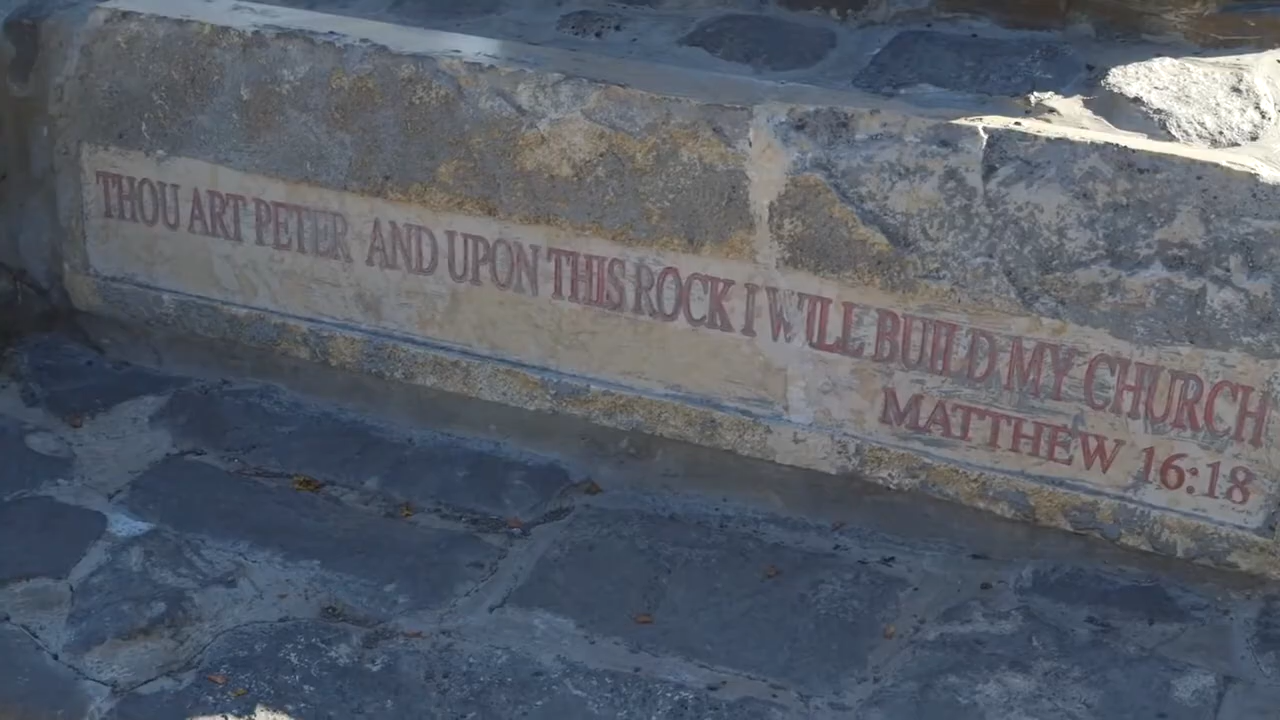 THOU ART PETER AND UPON THIS ROCK I WILL BUILD MY CHURCH
MATTHEW 16:18